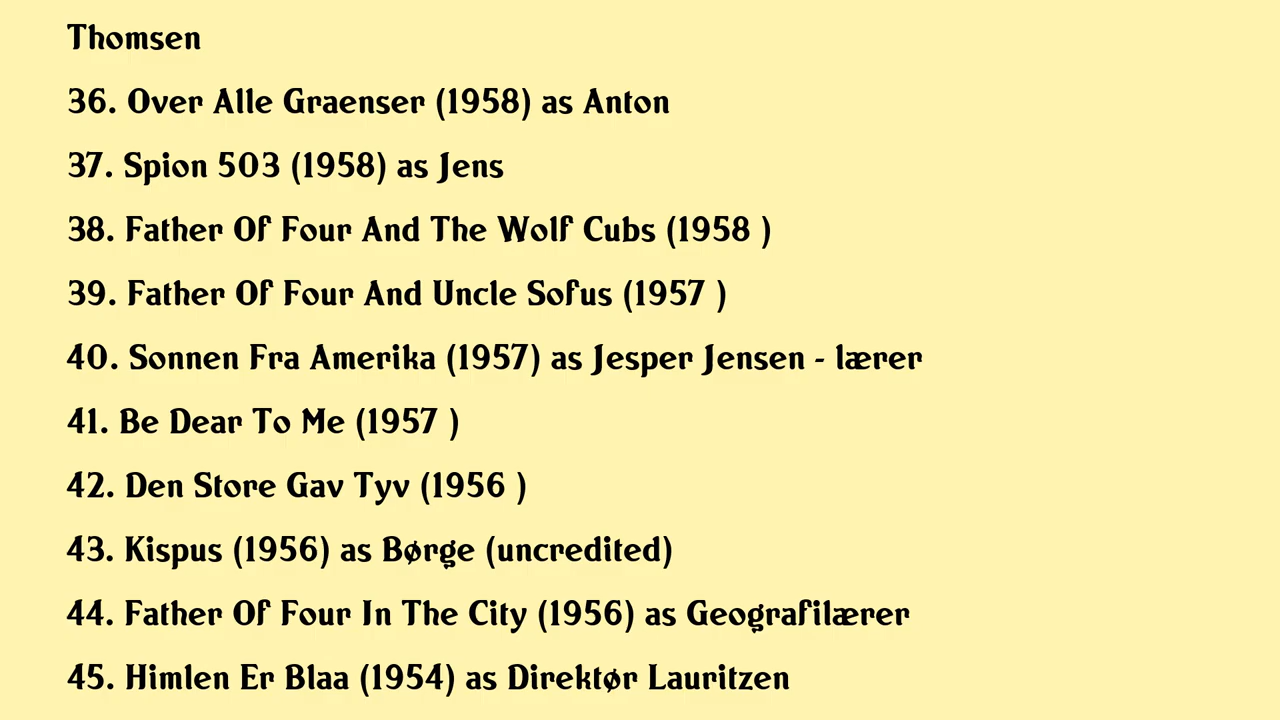 Thomsen
36. Over Alle Graenser (1958) as Anton
37. Spion 503 (1958) as Jens
38. Father Of Four And The Wolf Cubs (1958 )
39. Father Of Four And Uncle Sofus (1957 )
40. Sonnen Fra Amerika (1957) as Jesper Jensen - lærer
41. Be Dear To Me (1957 )
42. Den Store Gav Tyv (1956 )
43. Kispus (1956) as Børge (uncredited)
44. Father Of Four In The City (1956) as Geografilærer
45. Himlen Er Blaa (1954) as Direktør Lauritzen